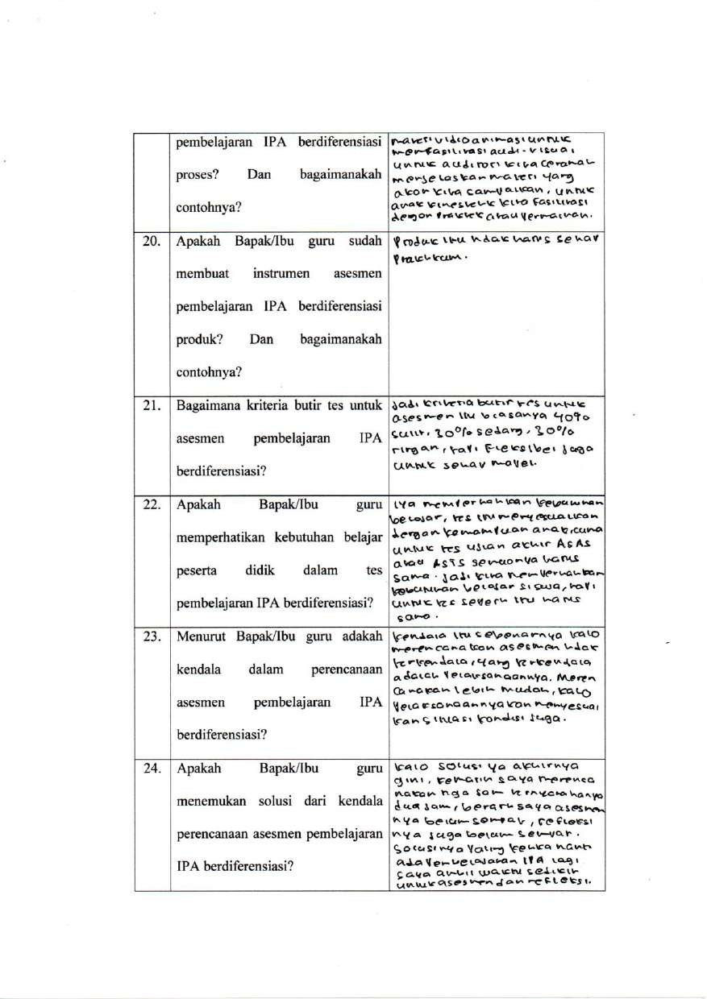 pembelajaran IPA berdiferensiasi
proses? Dan bagaimanakah
contohnya?
materi video animasi untuk
menfasilitasi audi-visual
untuk auditori kita ceramah
menjelaskan materi yang
akan kita sampaikan, untuk
anak kinestetik kita fasilitasi
dengan praktek atau permainan.
20.
Apakah Bapak/Ibu guru sudah
membuat instrumen asesmen
pembelajaran IPA berdiferensiasi
produk? Dan bagaimanakah
contohnya?
Produk itu tidak harus setiap
praktikum.
21.
Bagaimana kriteria butir tes untuk
asesmen pembelajaran IPA
berdiferensiasi?
Jadi kriteria butir tes untuk
asesmen itu biasanya 40%
sulit, 30% sedang, 30%
ringan, tapi fleksibel juga
untuk setiap mapel.
22.
Apakah Bapak/Ibu guru
memperhatikan kebutuhan belajar
peserta didik dalam tes
pembelajaran IPA berdiferensiasi?
Iya memperhatikan kebutuhan
belajar, tes itu menyesuaikan
dengan kemampuan anak, cuma
untuk tes ujian akhir ASAS
atau ASTS semuanya harus
sama. Jadi kita memperhatikan
kebutuhan belajar siswa, tapi
untuk tes seperti itu harus
sama.
23.
Menurut Bapak/Ibu guru adakah
kendala dalam perencanaan
asesmen pembelajaran IPA
berdiferensiasi?
kendala itu sebenarnya kalo
merencanakan asesmen tidak
terkendala, yang terkendala
adalah pelaksanaannya. Meren
canakan lebih mudah, kalo
pelaksanaannya kan menyesuai
kan situasi kondisi juga.
24.
Apakah Bapak/Ibu guru
menemukan solusi dari kendala
perencanaan asesmen pembelajaran
IPA berdiferensiasi?
kalo solusi ya akhirnya
gini, kemarin saya merenca
nakan tiga jam ternyata hanya
dua jam, berarti saya asesmen
nya belum sempat, refleksi
nya juga belum sempat.
Solusinya paling ketika nanti
ada pembelajaran IPA lagi
saya ambil waktu sedikit
untuk asesmen dan refleksi.